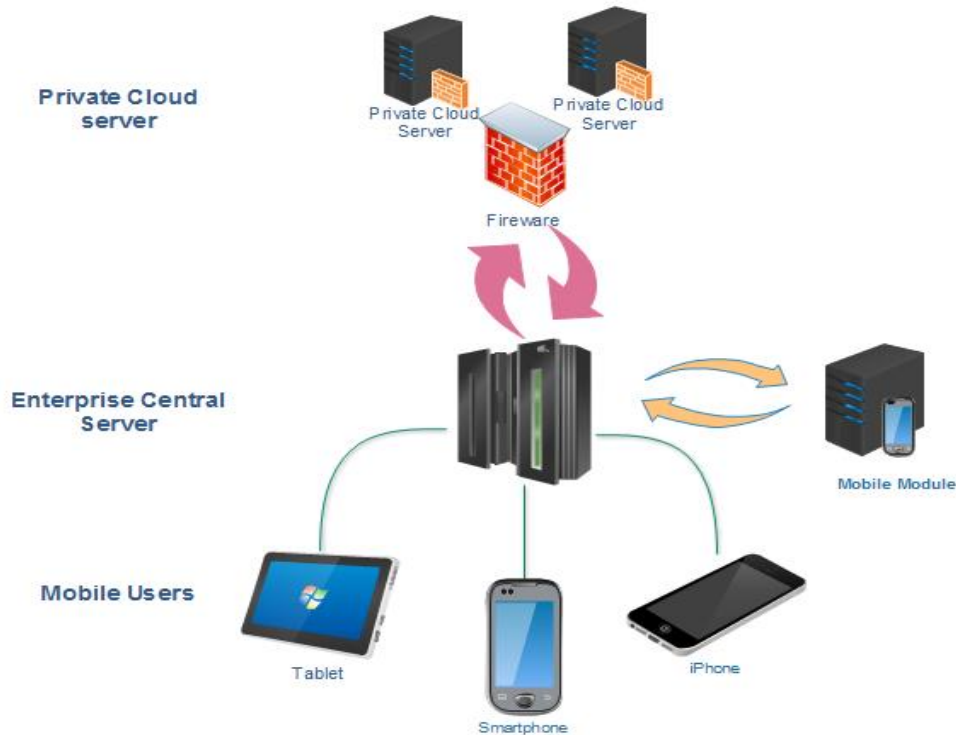 Private Cloud
server
Private Cloud
Server
Private Cloud
Server
Fireware
Enterprise Central
Server
Mobile Module
Mobile Users
Tablet
Smartphone
iPhone